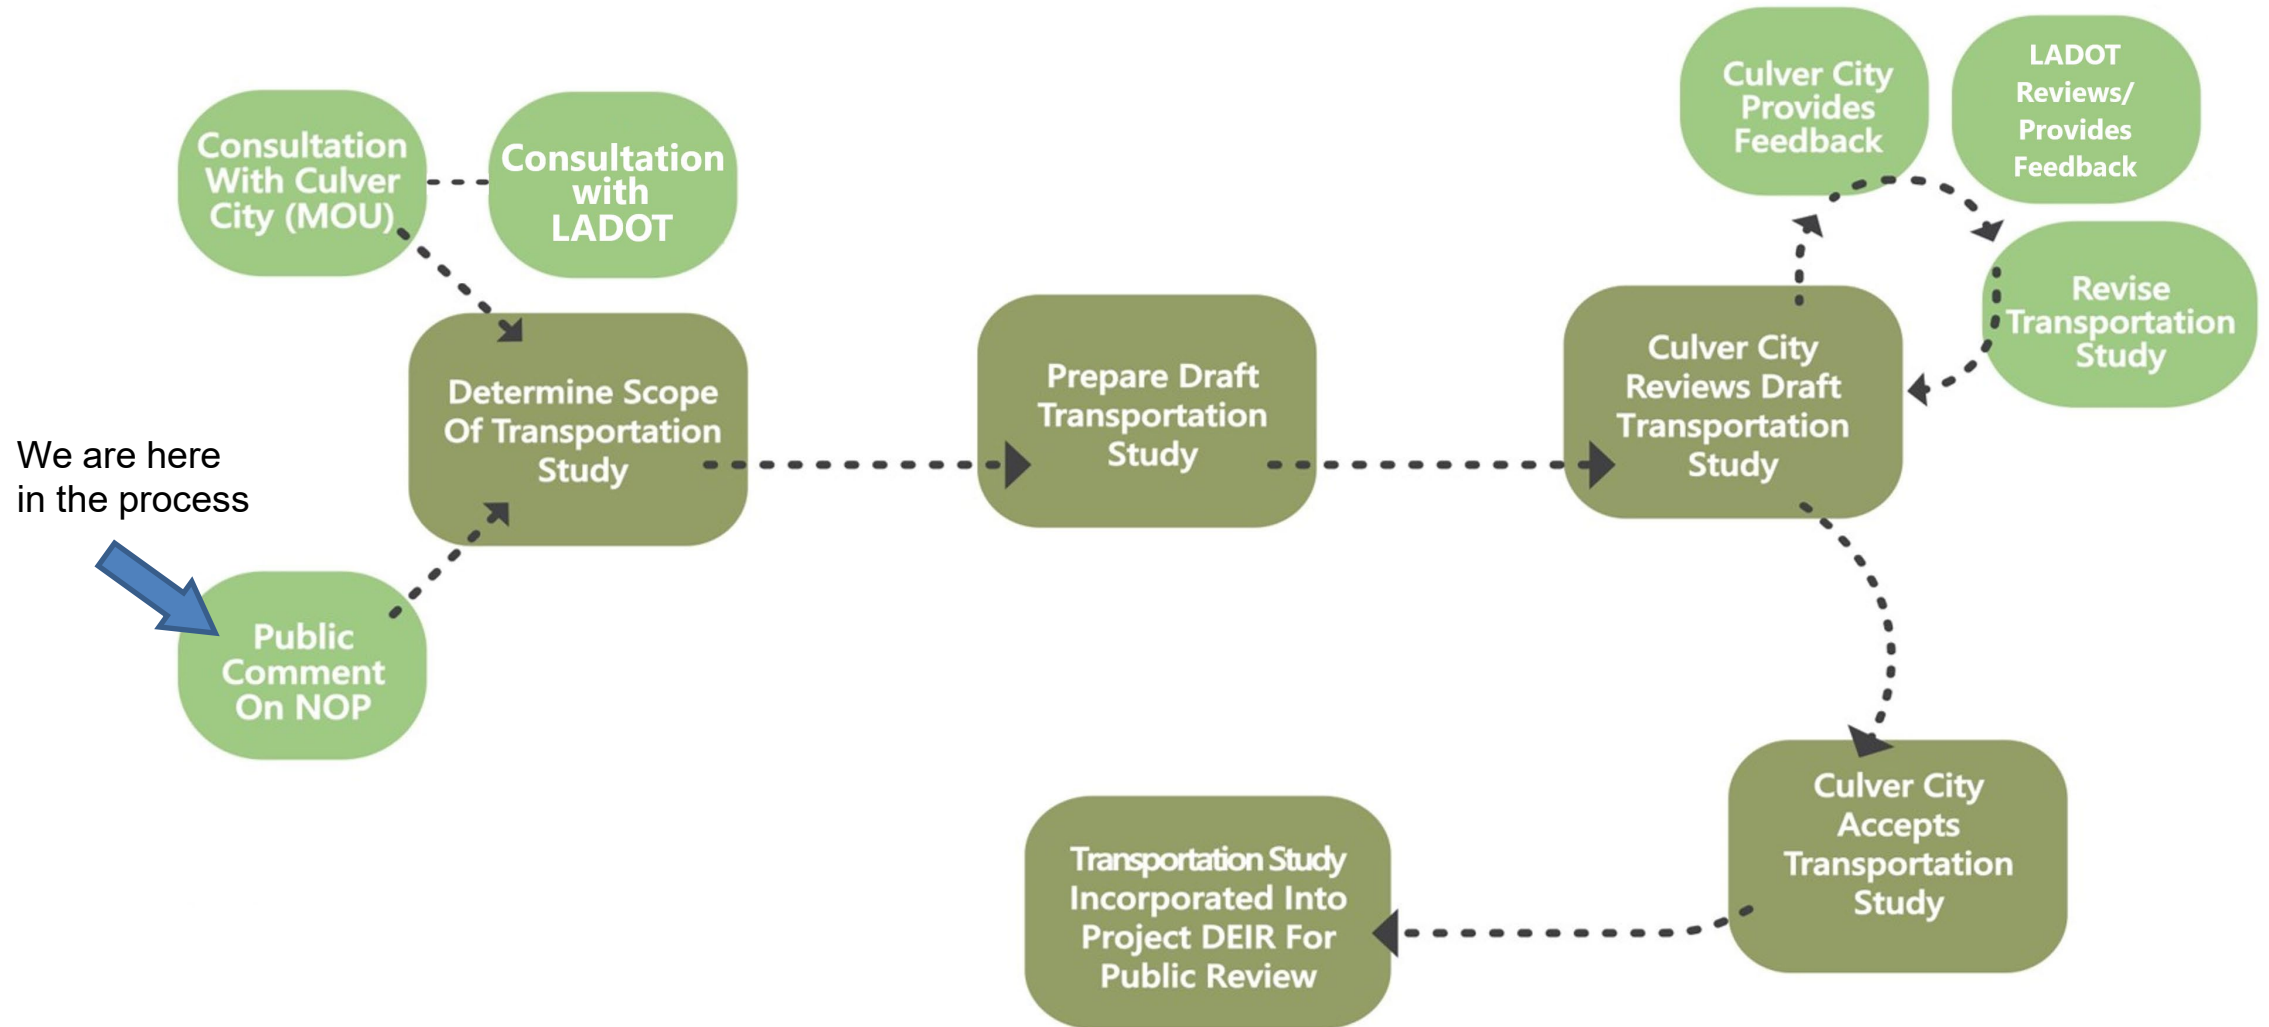 Consultation
With Culver
City (MOU)
Consultation
with
LADOT
Culver City
Provides
Feedback
LADOT
Reviews/
Provides
Feedback
Revise
Transportation
Study
Determine Scope
Of Transportation
Study
Prepare Draft
Transportation
Study
Culver City
Reviews Draft
Transportation
Study
We are here
in the process
Public
Comment
On NOP
Culver City
Accepts
Transportation
Study
Transportation Study
Incorporated Into
Project DEIR For
Public Review